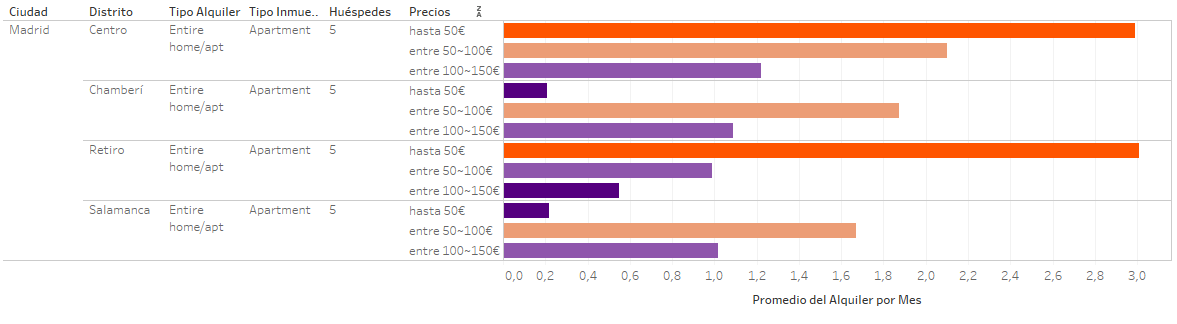 Ciudad Distrito Tipo Alquiler Tipo Inmue.. Huéspedes Precios
Madrid Centro Entire home/apt Apartment 5 hasta 50€
entre 50~100€
entre 100~150€
Chamberí Entire home/apt Apartment 5 hasta 50€
entre 50~100€
entre 100~150€
Retiro Entire home/apt Apartment 5 hasta 50€
entre 50~100€
entre 100~150€
Salamanca Entire home/apt Apartment 5 hasta 50€
entre 50~100€
entre 100~150€
0,0 0,2 0,4 0,6 0,8 1,0 1,2 1,4 1,6 1,8 2,0 2,2 2,4 2,6 2,8 3,0
Promedio del Alquiler por Mes